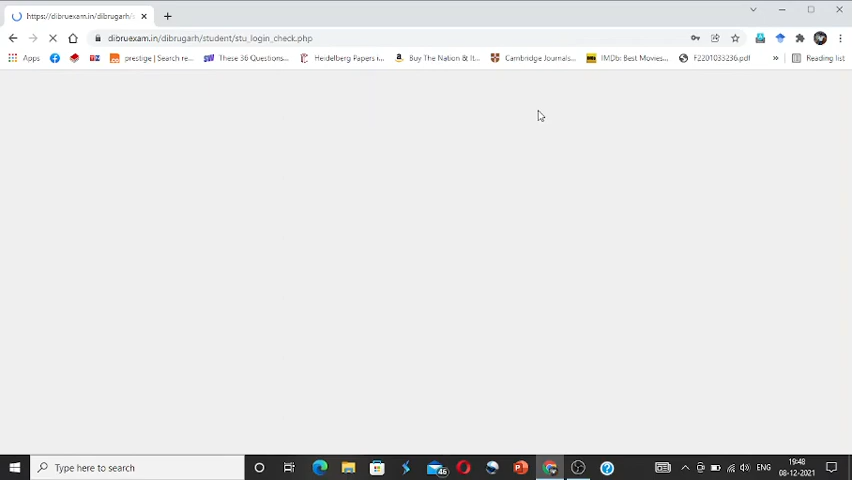 https://dibruexam.in/dibrugarh/s
dibruexam.in/dibrugarh/student/stu_login_check.php
Apps
prestige | Search re...
These 36 Questions...
Heidelberg Papers i...
Buy The Nation & It...
Cambridge Journals...
IMDb: Best Movies...
F2201033236.pdf
»
Reading list
Type here to search
46
ENG
19:48
08-12-2021